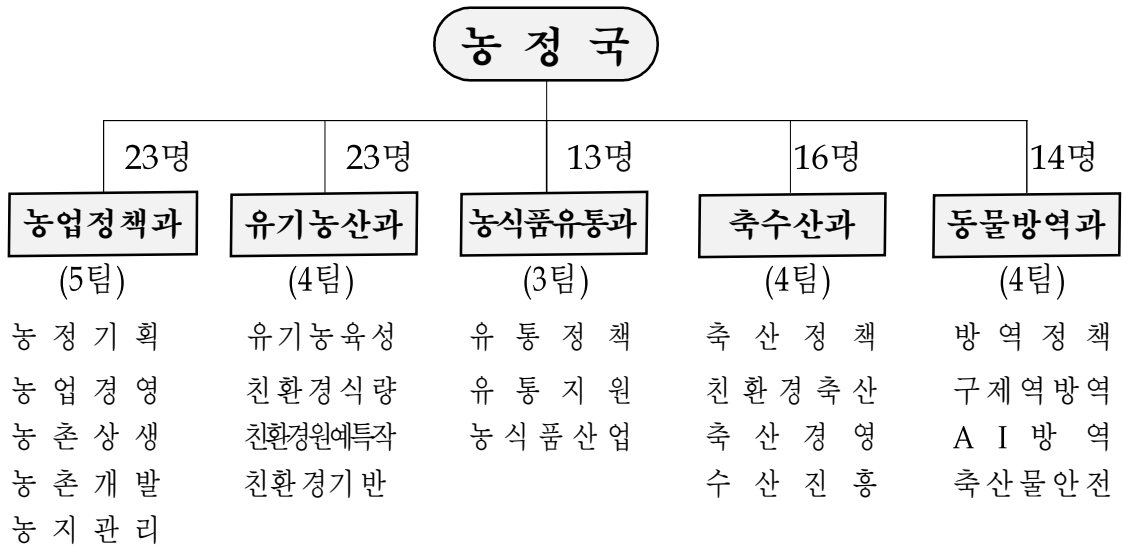 농 정 국
23명 23명 13명 16명 14명
농업정책과 유기농산과 농식품유통과 축수산과 동물방역과
(5팀) (4팀) (3팀) (4팀) (4팀)
농 정 기 획 유기농육성 유 통 정 책 축 산 정 책 방 역 정 책
농 업 경 영 친환경식량 유 통 지 원 친 환 경 축 산 구제역방역
농 촌 상 생 친환경원예특작 농 식 품 산 업 축 산 경 영 A I 방 역
농 촌 개 발 친환경기반 수 산 진 흥 축산물안전
농 지 관 리